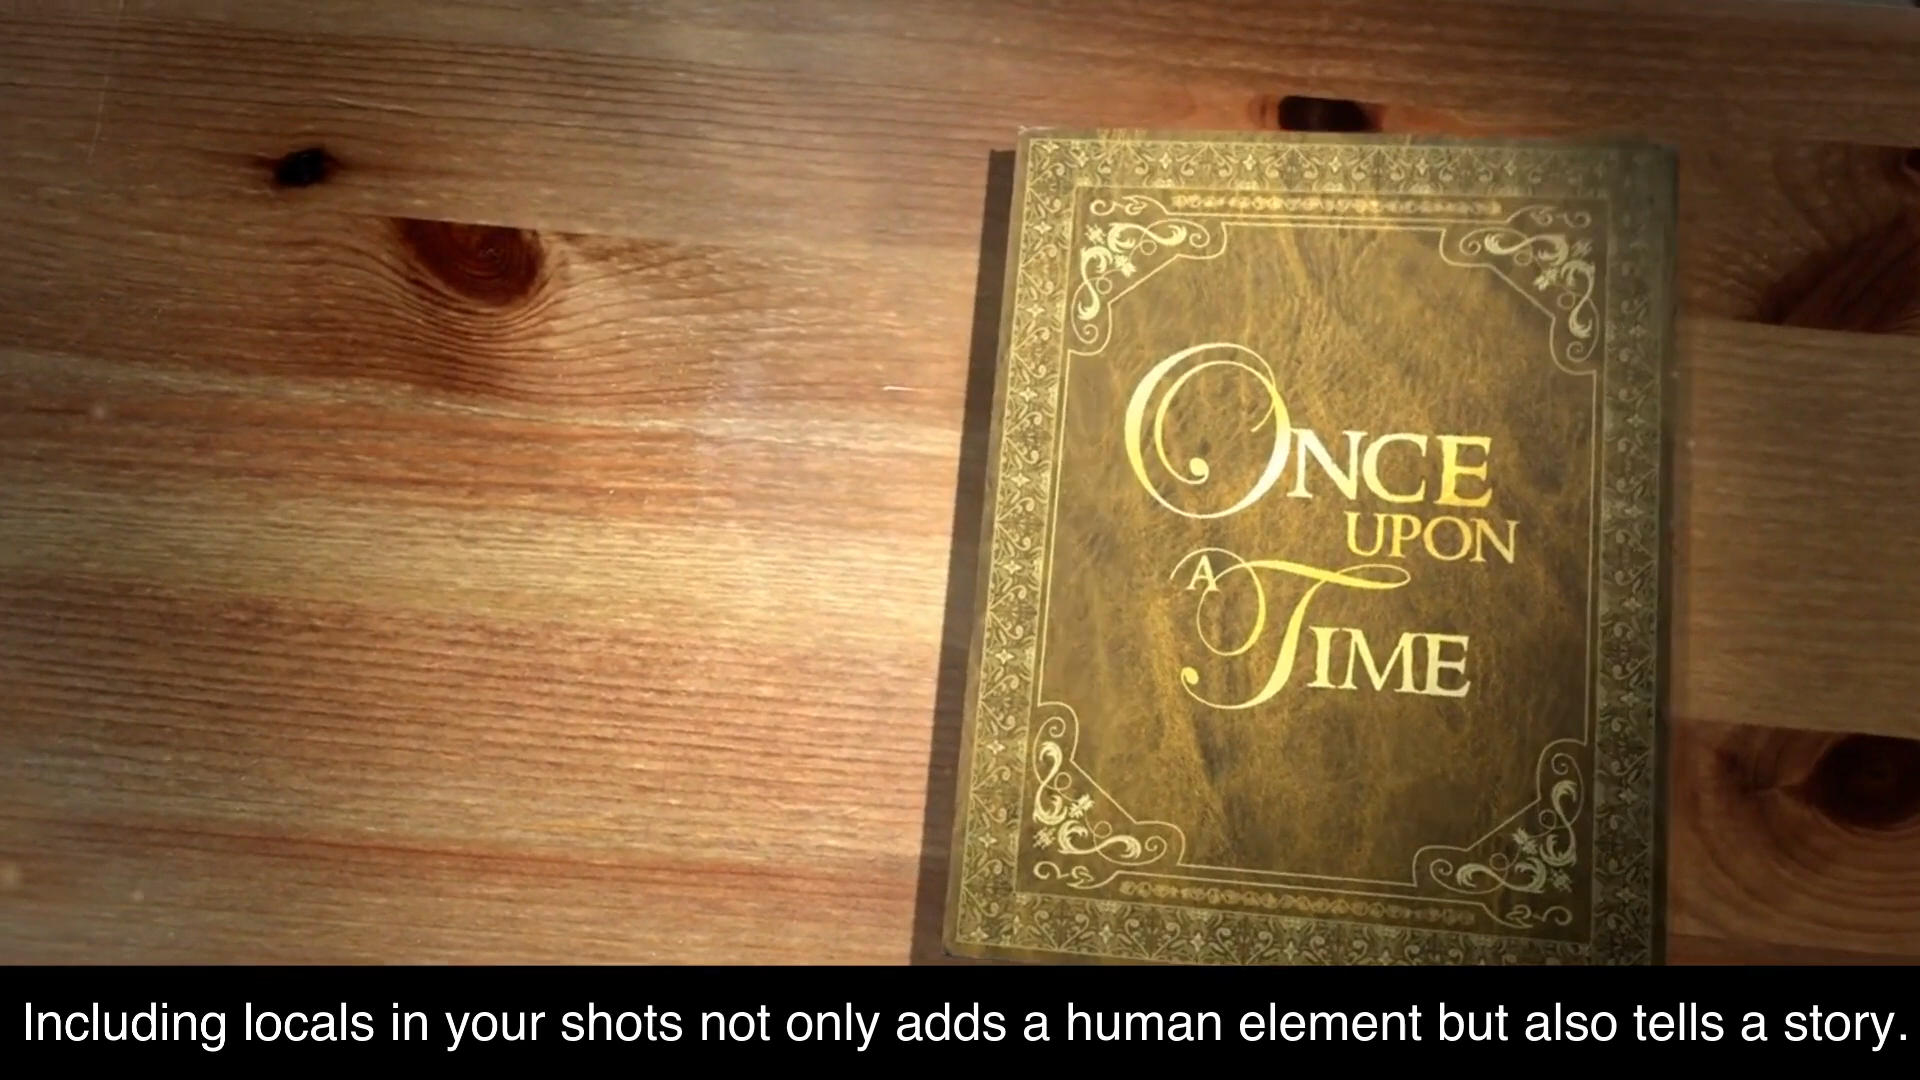 ONCE
UPON
A TIME
Including locals in your shots not only adds a human element but also tells a story.